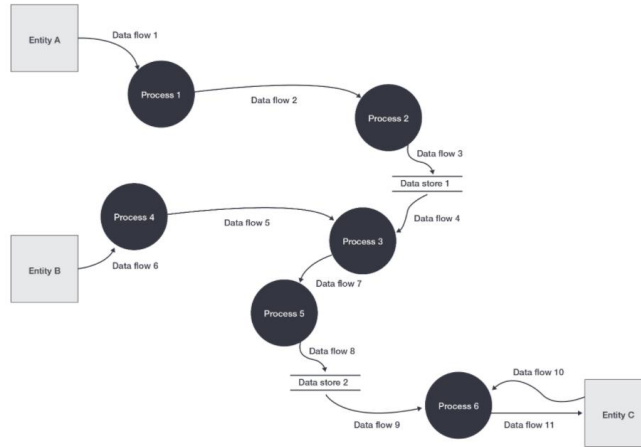 Entity A
Data flow 1
Process 1
Data flow 2
Process 2
Data flow 3
Data store 1
Process 4
Data flow 5
Data flow 4
Process 3
Entity B
Data flow 6
Data flow 7
Process 5
Data flow 8
Data store 2
Data flow 10
Process 6
Entity C
Data flow 9
Data flow 11